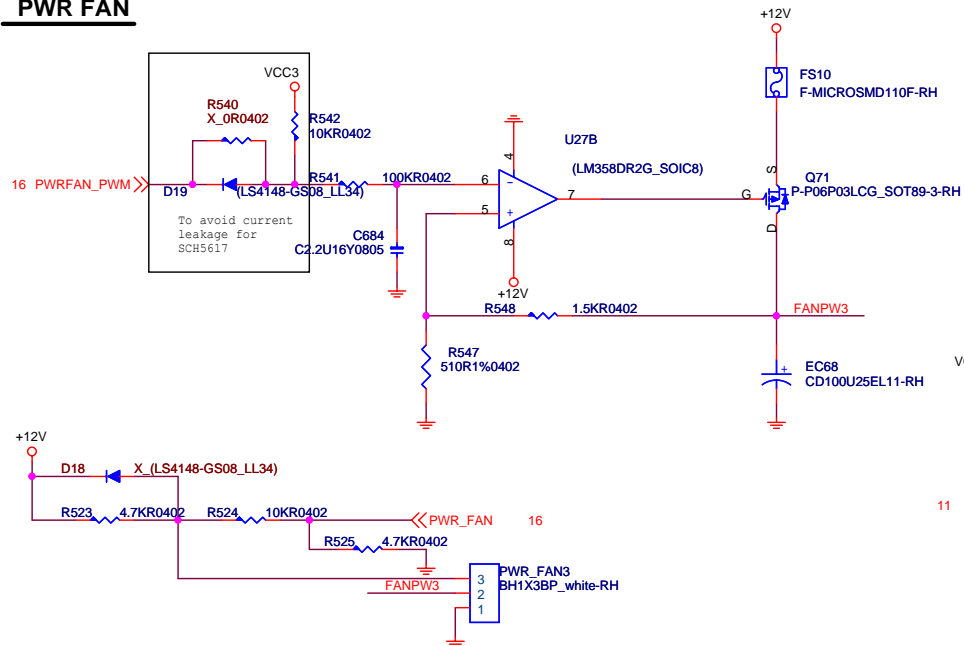 PWR FAN
+12V
FS10
F-MICROSMD110F-RH
VCC3
R540
X_0R0402
R542
10KR0402
U27B
(LM358DR2G_SOIC8)
4
S
16 PWRFAN_PWM
D19
(LS4148-GS08_LL34)
R541
100KR0402
6
-
7
5
+
8
G
Q71
P-P06P03LCG_SOT89-3-RH
D
To avoid current
leakage for
SCH5617
C684
C2.2U16Y0805
+12V
R548
1.5KR0402
FANPW3
R547
510R1%0402
+
EC68
CD100U25EL11-RH
+12V
D18
X_(LS4148-GS08_LL34)
R523
4.7KR0402
R524
10KR0402
PWR_FAN 16
11
R525
4.7KR0402
FANPW3
3
2
1
PWR_FAN3
BH1X3BP_white-RH